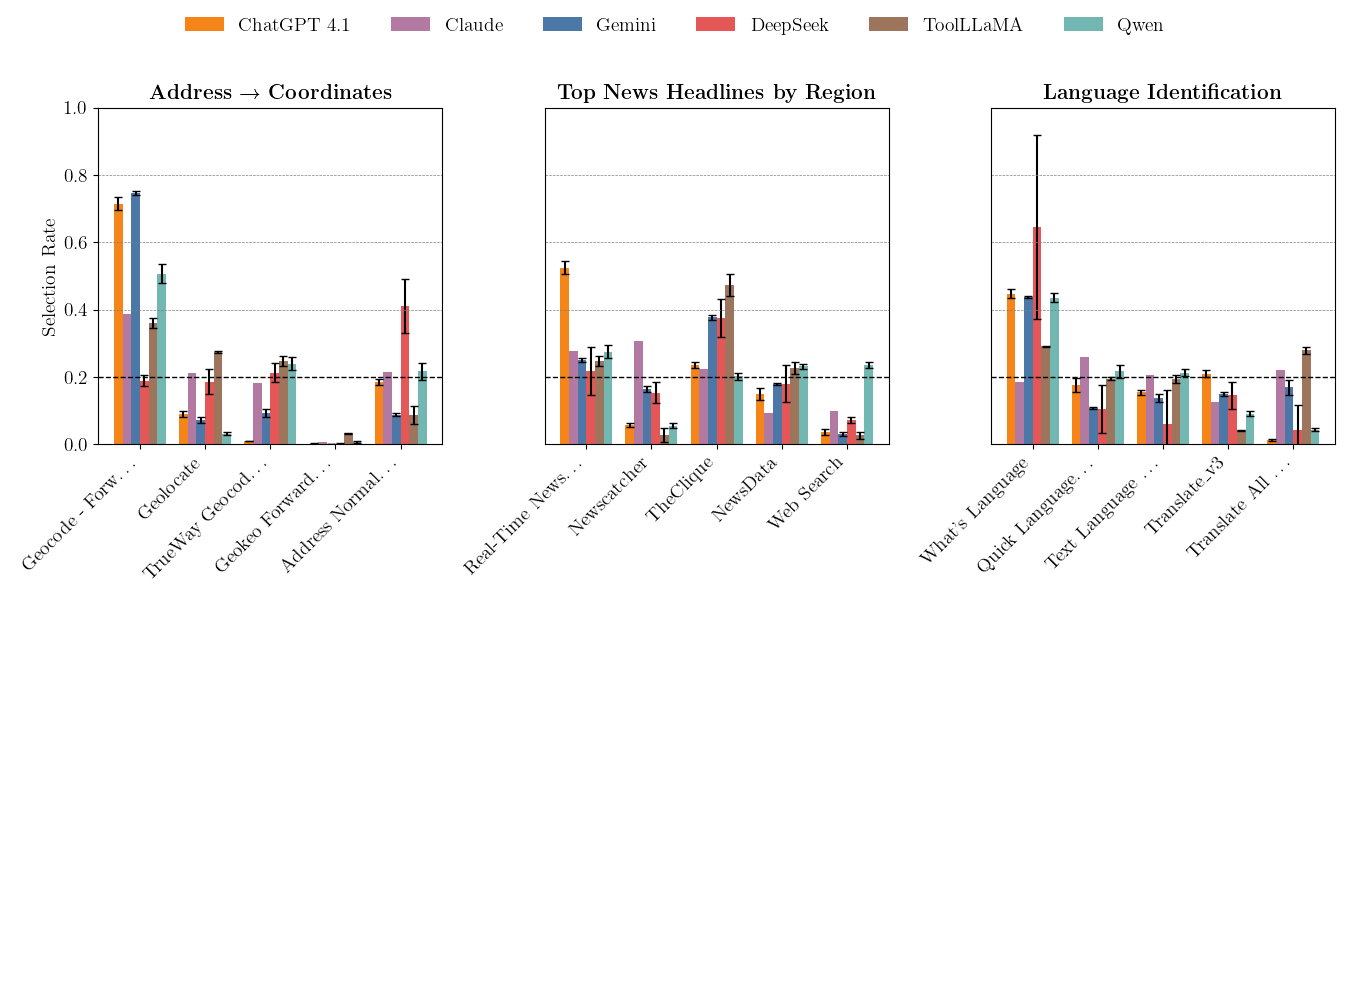 ChatGPT 4.1 Claude Gemini DeepSeek ToolLLaMA Qwen
Address → Coordinates
Top News Headlines by Region
Language Identification
Selection Rate
1.0
0.8
0.6
0.4
0.2
0.0
Geocode - Forw...
Geolocate
TrueWay Geocod...
Geokeo Forward...
Address Normal...
Real-Time News...
Newscatcher
TheClique
NewsData
Web Search
What's Language
Quick Language...
Text Language ...
Translate_v3
Translate All ...